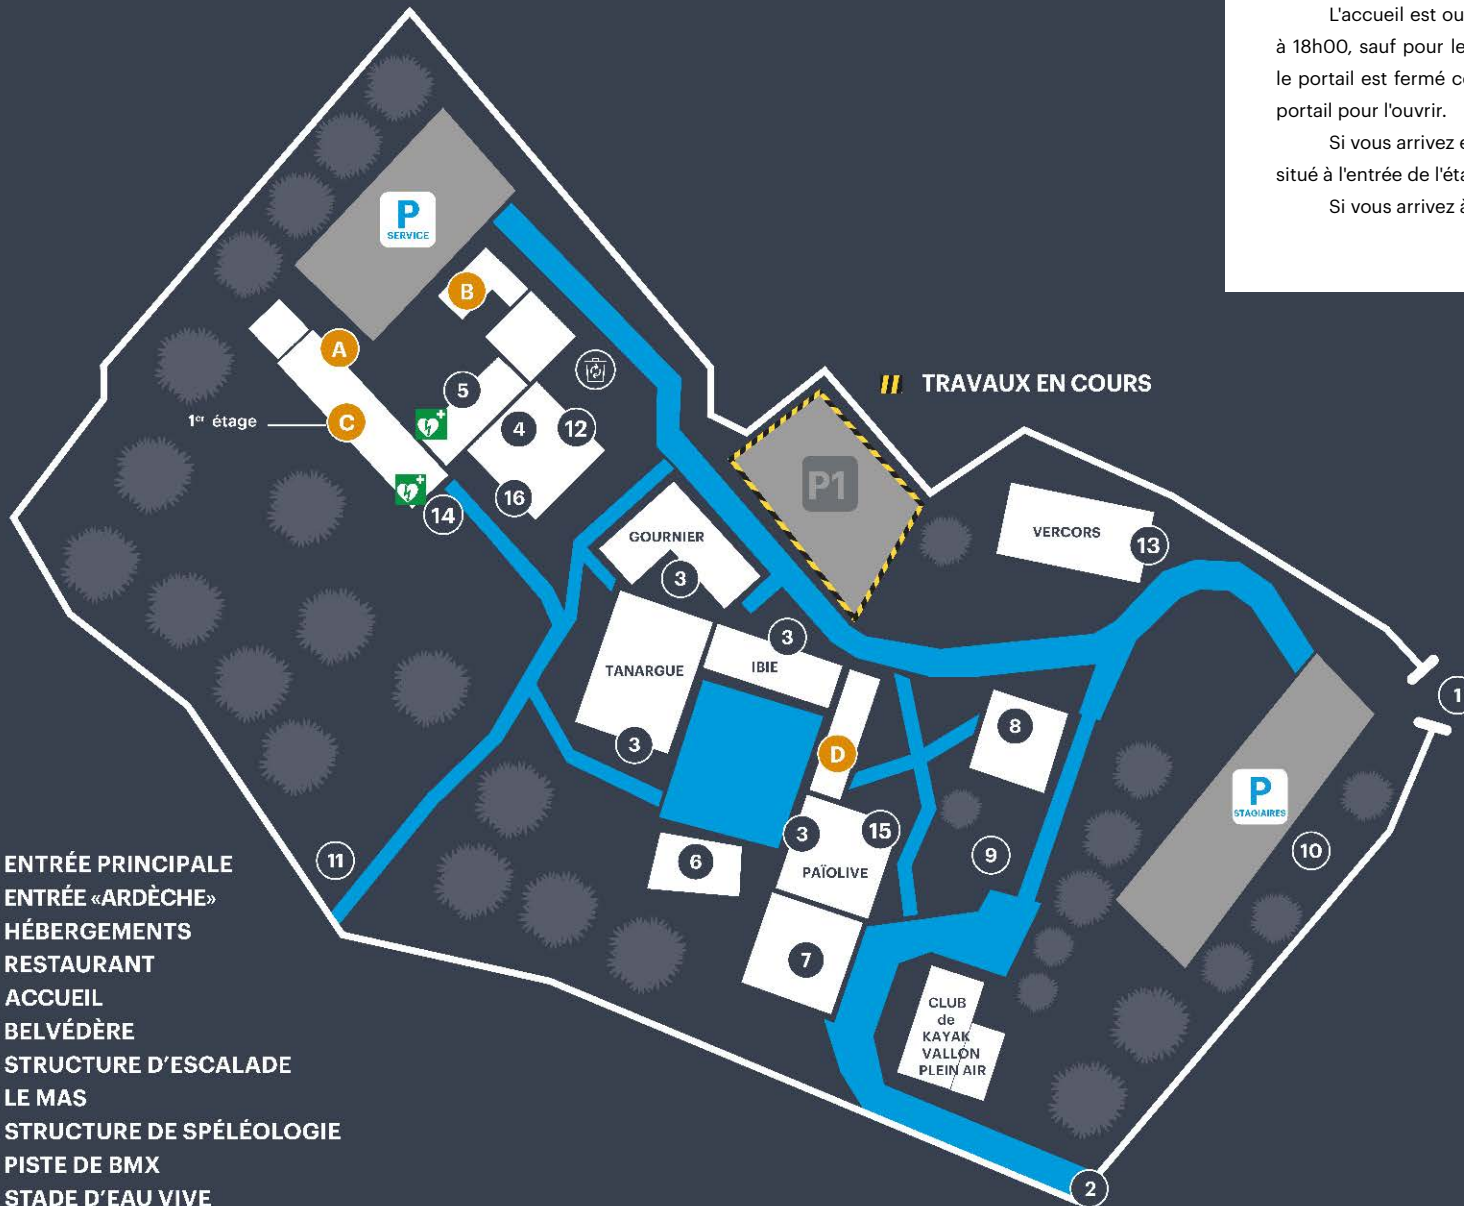 L'accueil est ou
à 18h00, sauf pour le
le portail est fermé c
portail pour l'ouvrir.
Si vous arrivez e
situé à l'entrée de l'éta
Si vous arrivez à
P
SERVICE
B
A
5
1er étage
C
4
12
16
14
TRAVAUX EN COURS
P1
VERCORS
13
GOURNIER
3
3
TANARGUE
IBIE
1
8
3
D
P
STAGIAIRES
3
15
6
PAÏOLIVE
9
10
11
7
CLUB
de
KAYAK
VALLON
PLEIN AIR
2
ENTRÉE PRINCIPALE
ENTRÉE «ARDÈCHE»
HÉBERGEMENTS
RESTAURANT
ACCUEIL
BELVÉDÈRE
STRUCTURE D'ESCALADE
LE MAS
STRUCTURE DE SPÉLÉOLOGIE
PISTE DE BMX
STADE D'EAU VIVE